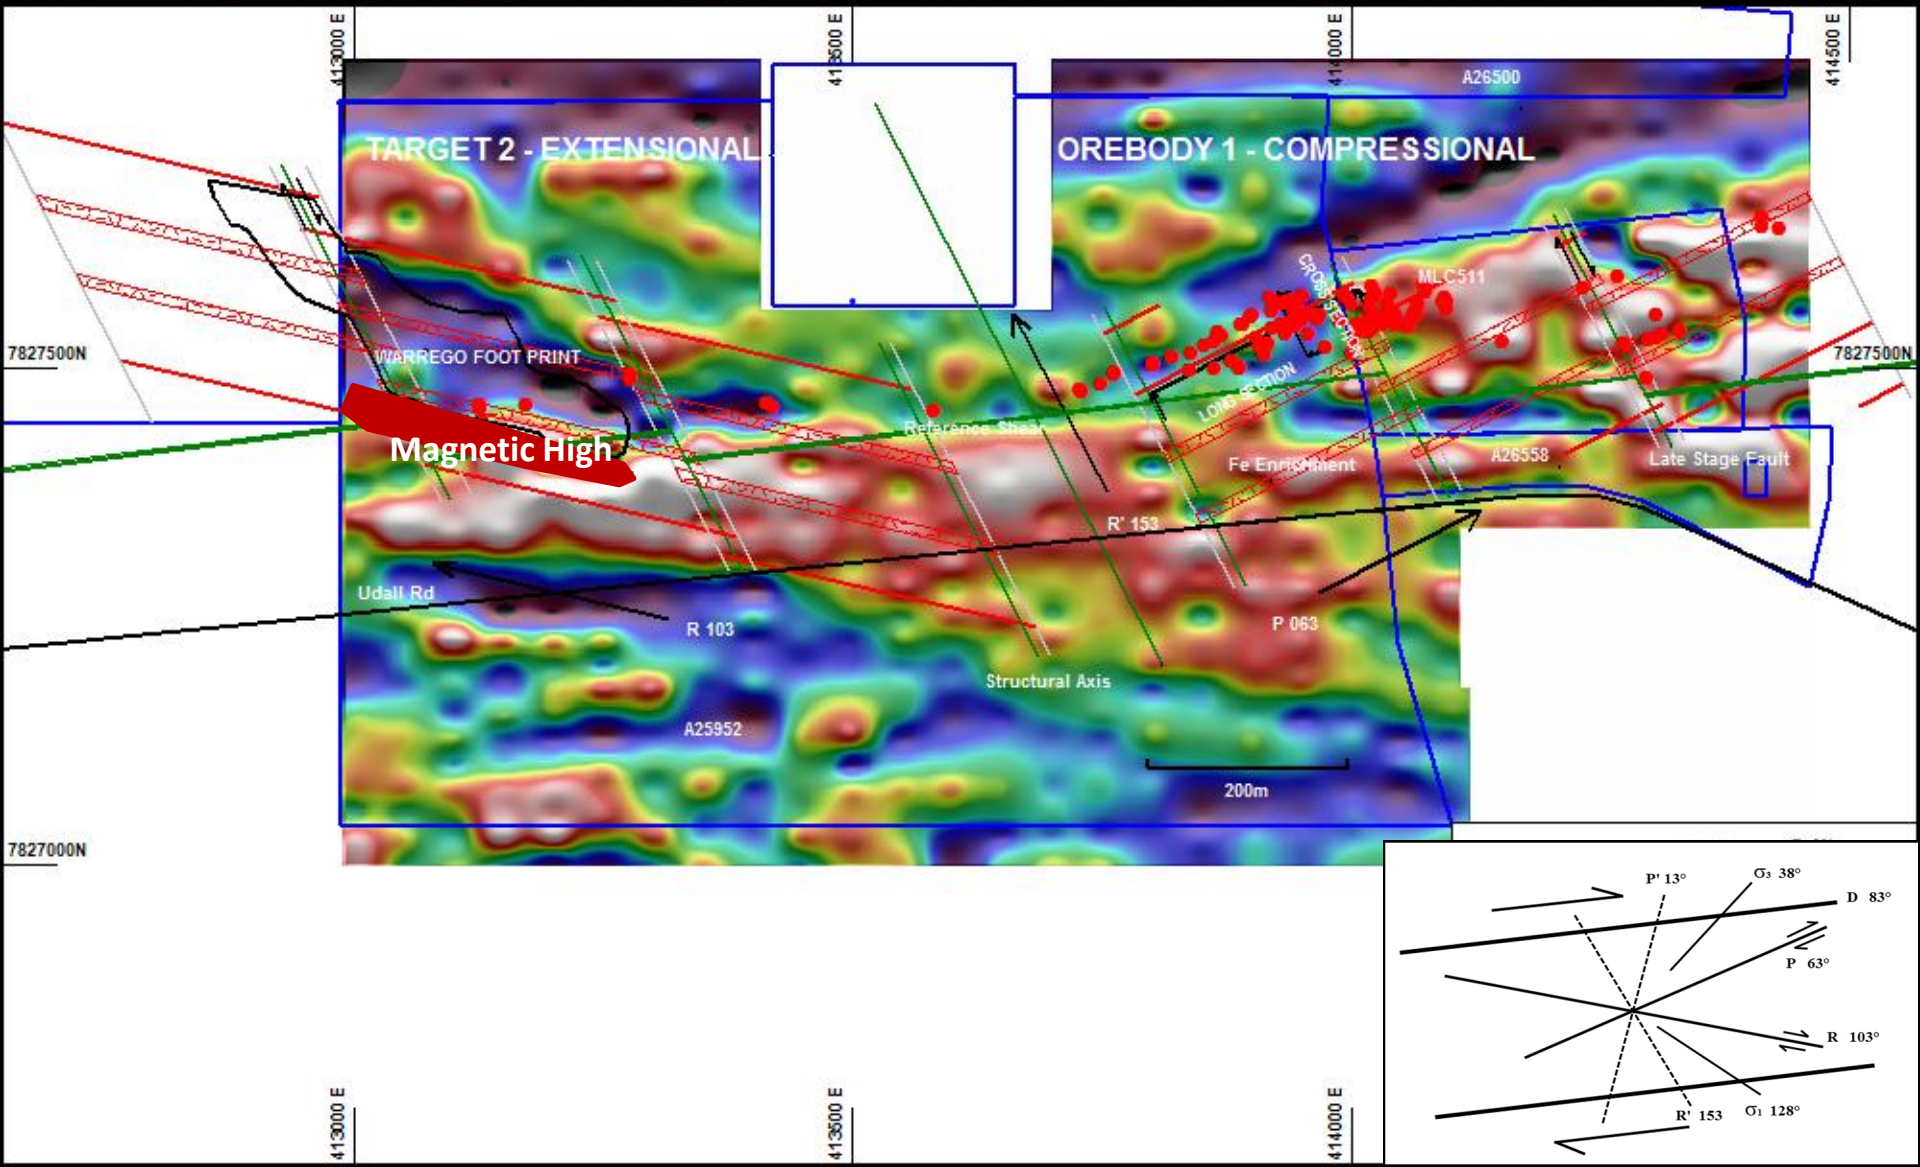 413000 E
413500 E
414000 E
414500 E
A26500
TARGET 2 - EXTENSIONAL
OREBODY 1 - COMPRESSIONAL
MLC511
CROSS SECTION
7827500N
7827500N
WARREGO FOOT PRINT
LONG SECTION
Reference Shear
Magnetic High
Fe Enrichment
A26558
Late Stage Fault
R' 153
Udall Rd
R 103
P 063
Structural Axis
A25952
200m
7827000N
P' 13°
σ3 38°
D 83°
P 63°
R 103°
R' 153
σ1 128°
413000 E
413500 E
414000 E